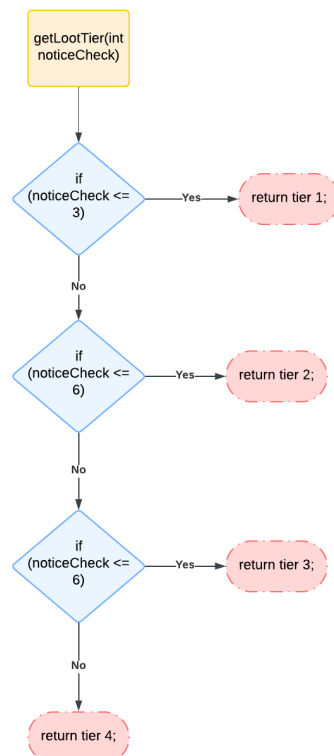 getLootTier(int
noticeCheck)
if
(noticeCheck <=
3)
Yes
return tier 1;
No
if
(noticeCheck <=
6)
Yes
return tier 2;
No
if
(noticeCheck <=
6)
Yes
return tier 3;
No
return tier 4;